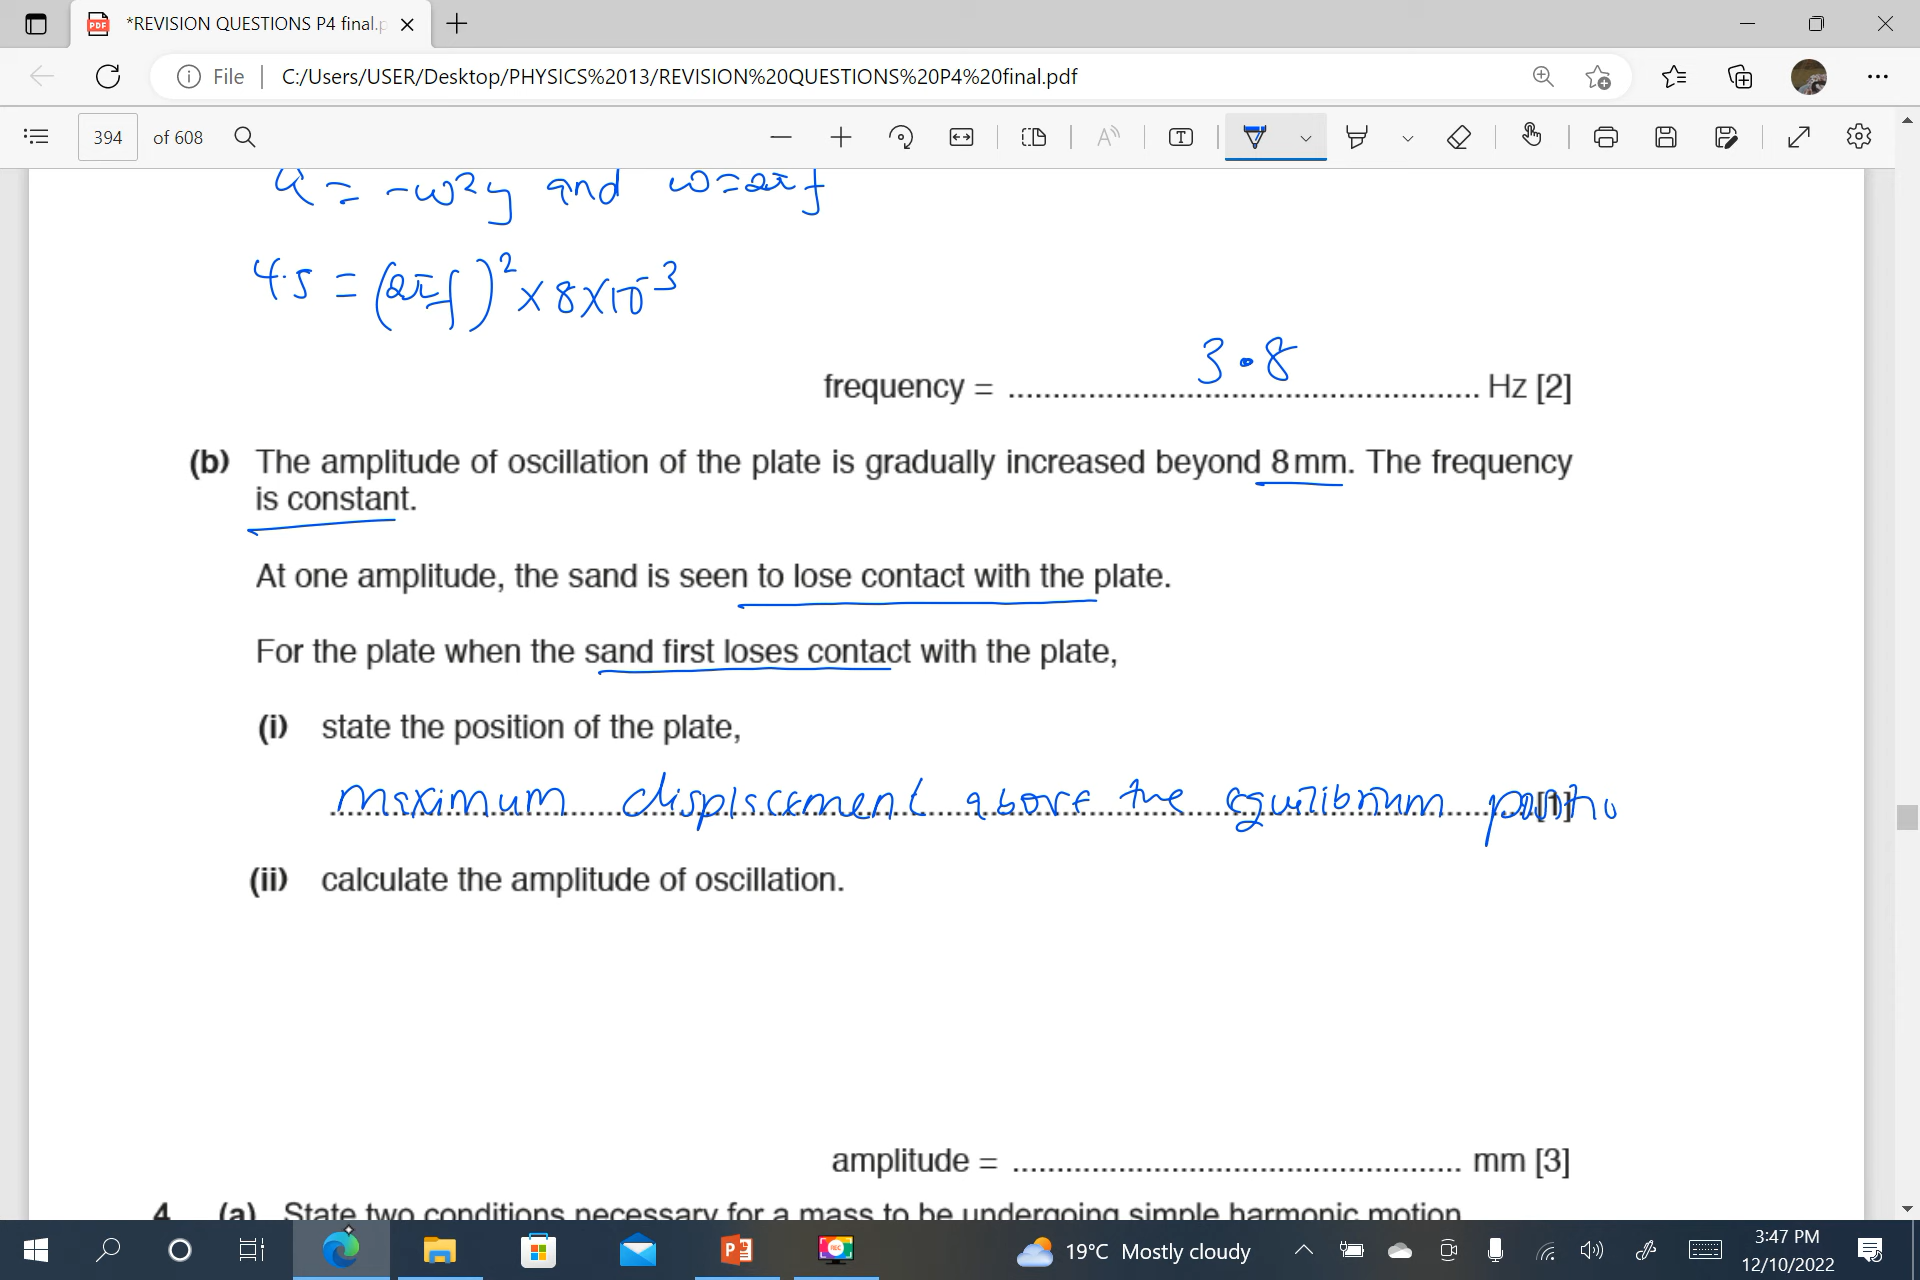 *REVISION QUESTIONS P4 final.p
File
C:/Users/USER/Desktop/PHYSICS%2013/REVISION%20QUESTIONS%20P4%20final.pdf
394 of 608
a = -ω²y and ω=2πf
4.5 = (2πf)² × 8×10⁻³
3.8
frequency = .................................................... Hz [2]
(b) The amplitude of oscillation of the plate is gradually increased beyond 8 mm. The frequency
is constant.
At one amplitude, the sand is seen to lose contact with the plate.
For the plate when the sand first loses contact with the plate,
(i) state the position of the plate,
maximum displacement above the equilibrium [1]
(ii) calculate the amplitude of oscillation.
amplitude = .................................................. mm [3]
4 (a) State two conditions necessary for a mass to be undergoing simple harmonic motion
19°C Mostly cloudy
3:47 PM
12/10/2022